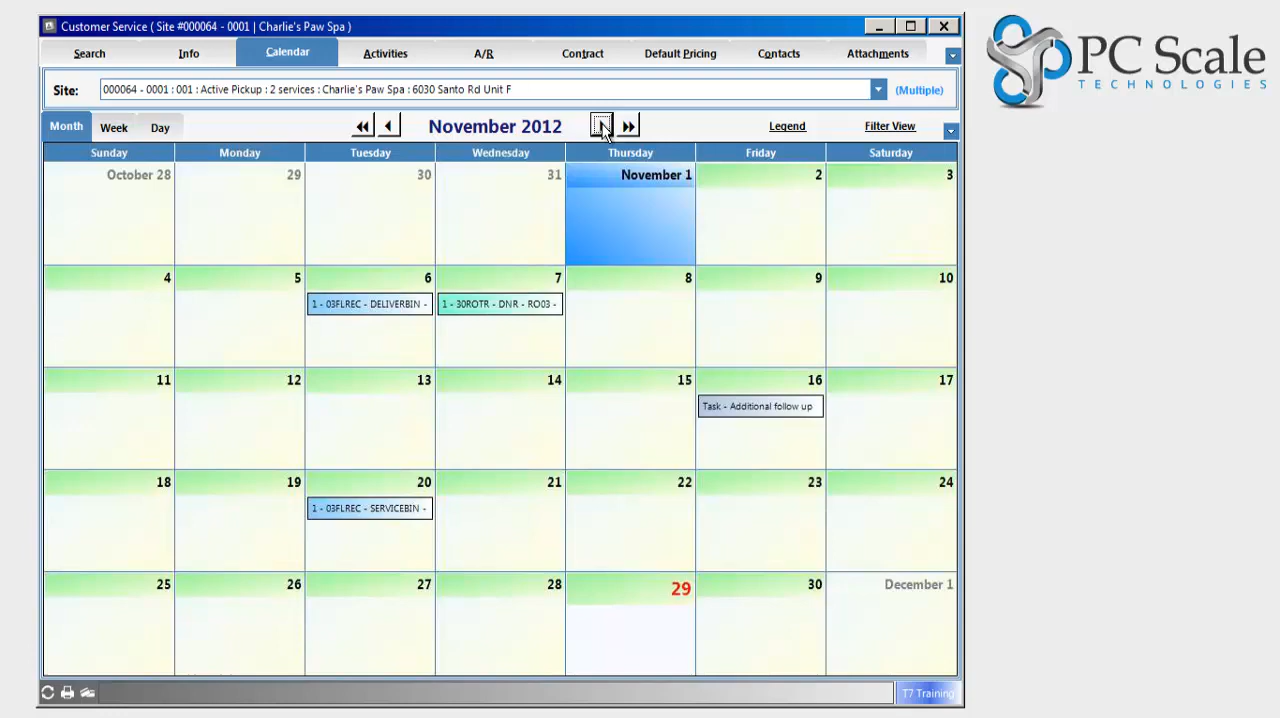 Customer Service ( Site #000064 - 0001 | Charlie's Paw Spa )
Search Info Calendar Activities A/R Contract Default Pricing Contacts Attachments
Site: 000064 - 0001 : 001 : Active Pickup : 2 services : Charlie's Paw Spa : 6030 Santo Rd Unit F (Multiple)
Month Week Day November 2012 Legend Filter View
Sunday Monday Tuesday Wednesday Thursday Friday Saturday
October 28 29 30 31 November 1 2 3
4 5 6 7 8 9 10
1 - 03FLREC - DELIVERBIN - 1 - 30ROTR - DNR - RO03 -
11 12 13 14 15 16 17
Task - Additional follow up
18 19 20 21 22 23 24
1 - 03FLREC - SERVICEBIN -
25 26 27 28 29 30 December 1
T7 Training
PC Scale
TECHNOLOGIES